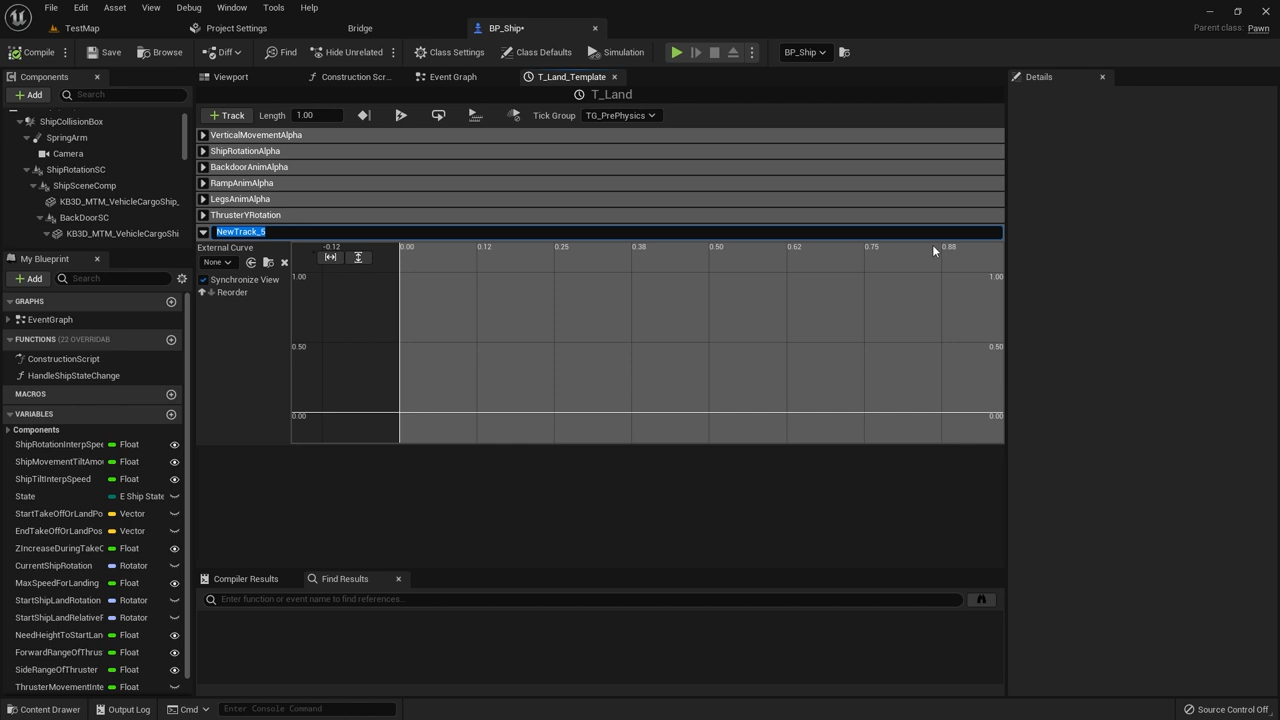 File Edit Asset View Debug Window Tools Help
TestMap Project Settings Bridge BP_Ship* Parent class: Pawn
Compile Save Browse Diff Find Hide Unrelated Class Settings Class Defaults Simulation BP_Ship
Components Viewport Construction Scr... Event Graph T_Land_Template Details
Add Search T_Land
Track Length 1.00 Tick Group TG_PrePhysics
ShipCollisionBox
SpringArm
Camera
ShipRotationSC
ShipSceneComp
KB3D_MTM_VehicleCargoShip_
BackDoorSC
KB3D_MTM_VehicleCargoShi
VerticalMovementAlpha
ShipRotationAlpha
BackdoorAnimAlpha
RampAnimAlpha
LegsAnimAlpha
ThrusterYRotation
NewTrack_5
External Curve
None
Synchronize View
Reorder
-0.12 0.00 0.12 0.25 0.38 0.50 0.62 0.75 0.88
1.00 1.00
0.50 0.50
0.00 0.00
My Blueprint
Add Search
GRAPHS
EventGraph
FUNCTIONS (22 OVERRIDAB
ConstructionScript
HandleShipStateChange
MACROS
VARIABLES
Components
ShipRotationInterpSpee Float
ShipMovementTiltAmou Float
ShipTiltInterpSpeed Float
State E Ship State
StartTakeOffOrLandPo Vector
EndTakeOffOrLandPos Vector
ZIncreaseDuringTakeO Float
CurrentShipRotation Rotator
MaxSpeedForLanding Float
StartShipLandRotation Rotator
StartShipLandRelativeF Rotator
NeedHeightToStartLan Float
ForwardRangeOfThrus Float
SideRangeOfThruster Float
ThrusterMovementInte Float
Compiler Results Find Results
Enter function or event name to find references...
Content Drawer Output Log Cmd Enter Console Command Source Control Off